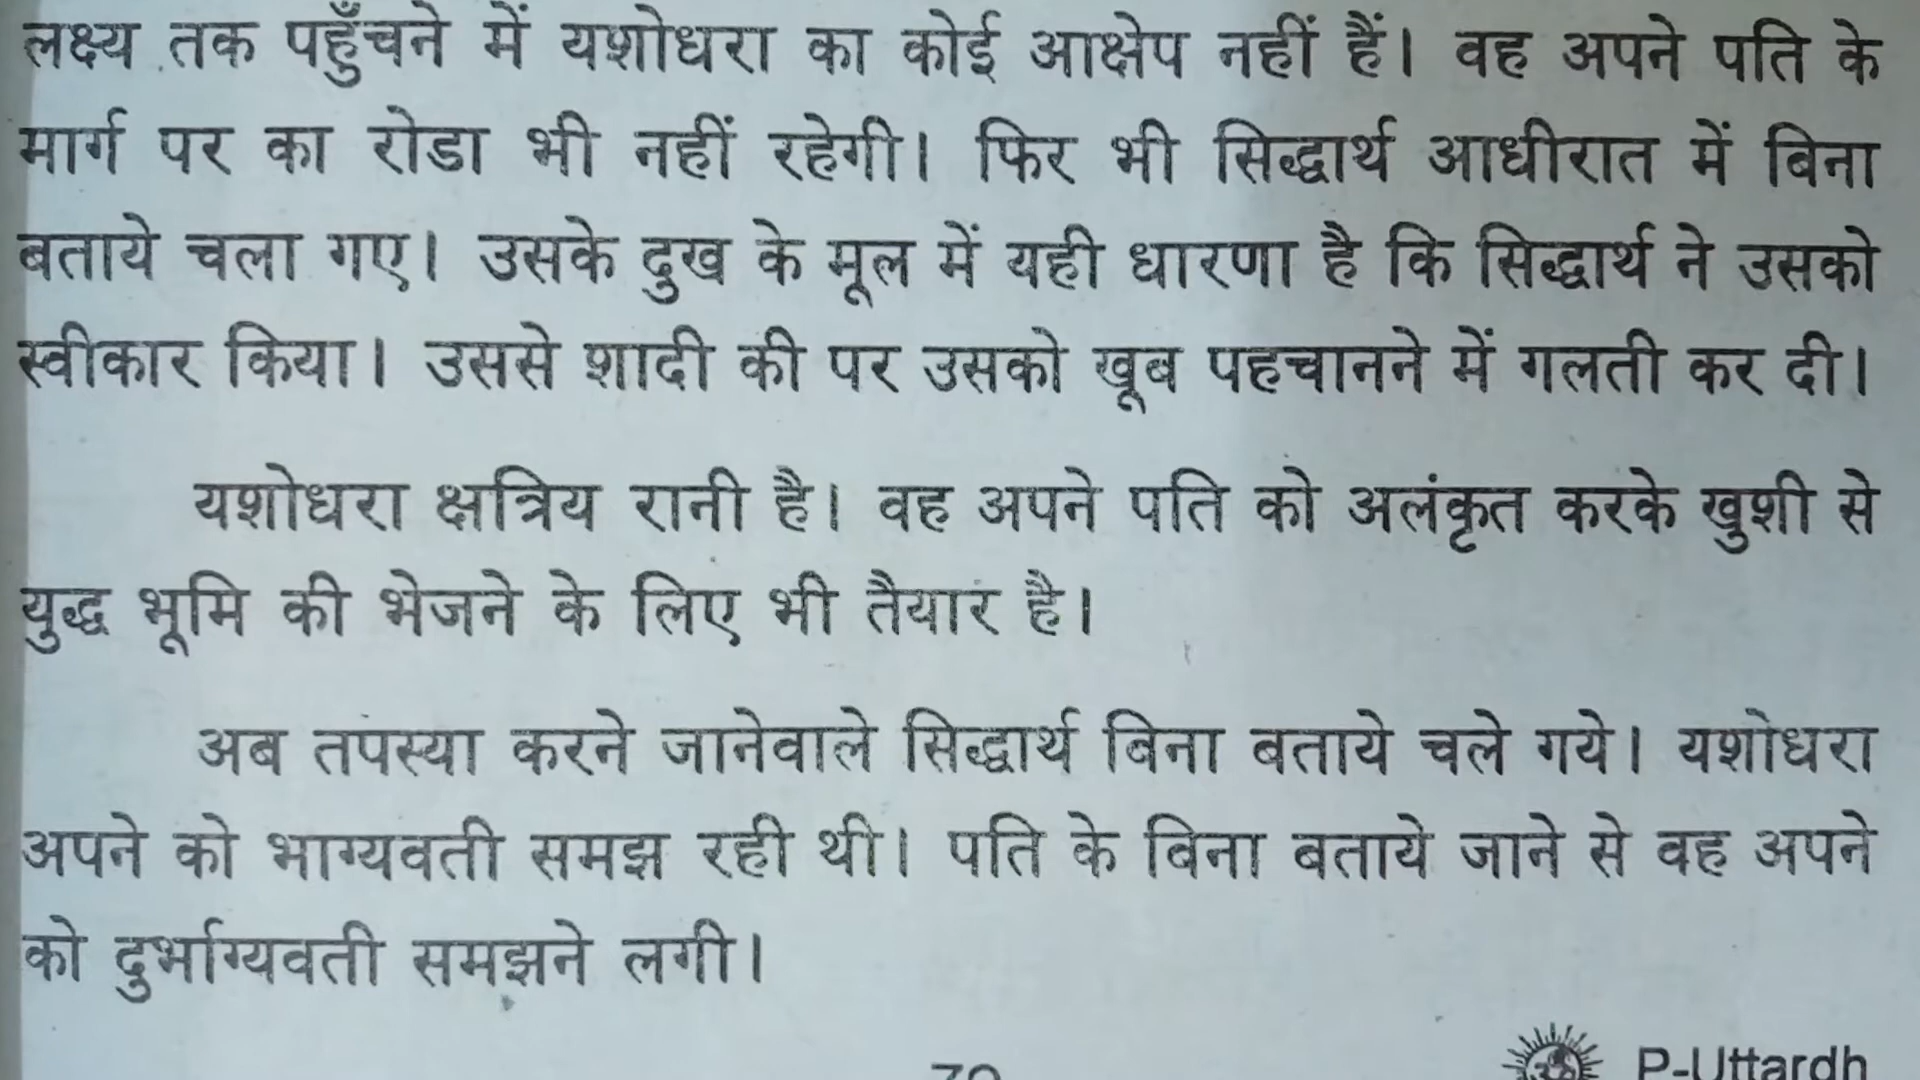 लक्ष्य तक पहुँचने में यशोधरा का कोई आक्षेप नहीं हैं। वह अपने पति के
मार्ग पर का रोडा भी नहीं रहेगी। फिर भी सिद्धार्थ आधीरात में बिना
बताये चला गए। उसके दुख के मूल में यही धारणा है कि सिद्धार्थ ने उसको
स्वीकार किया। उससे शादी की पर उसको खूब पहचानने में गलती कर दी।
यशोधरा क्षत्रिय रानी है। वह अपने पति को अलंकृत करके खुशी से
युद्ध भूमि की भेजने के लिए भी तैयार है।
अब तपस्या करने जानेवाले सिद्धार्थ बिना बताये चले गये। यशोधरा
अपने को भाग्यवती समझ रही थी। पति के बिना बताये जाने से वह अपने
को दुर्भाग्यवती समझने लगी।
P-Uttardh